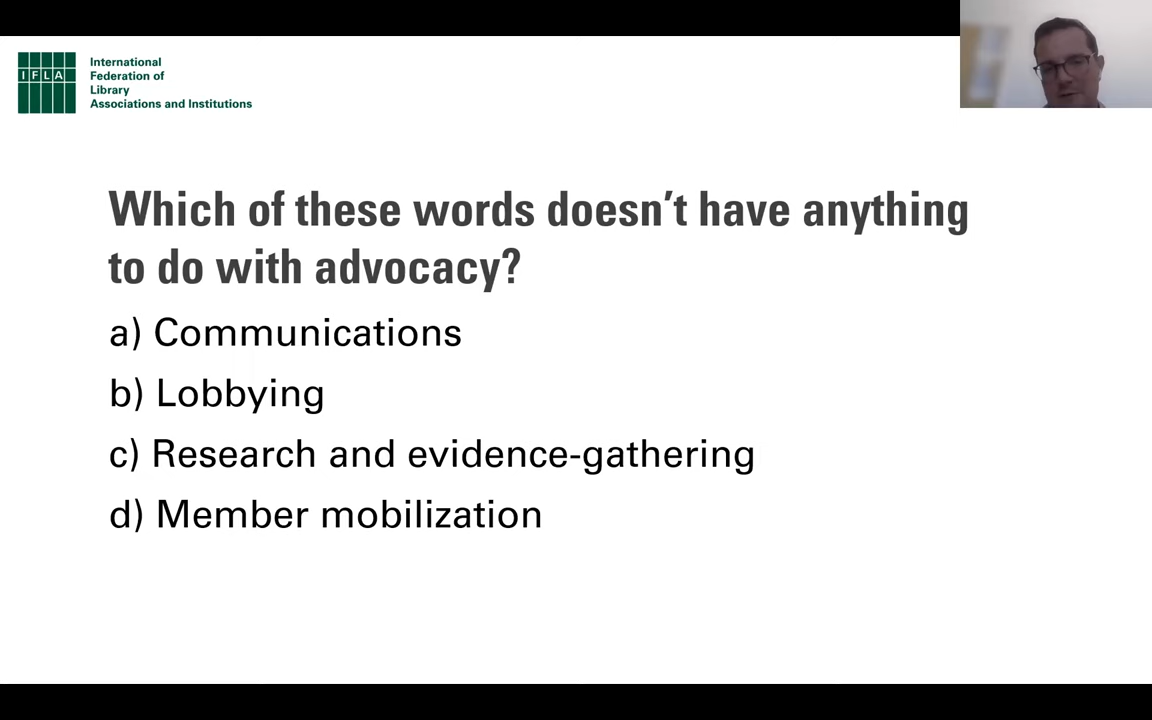 IFLA
International
Federation of
Library
Associations and Institutions
Which of these words doesn’t have anything
to do with advocacy?
a) Communications
b) Lobbying
c) Research and evidence-gathering
d) Member mobilization